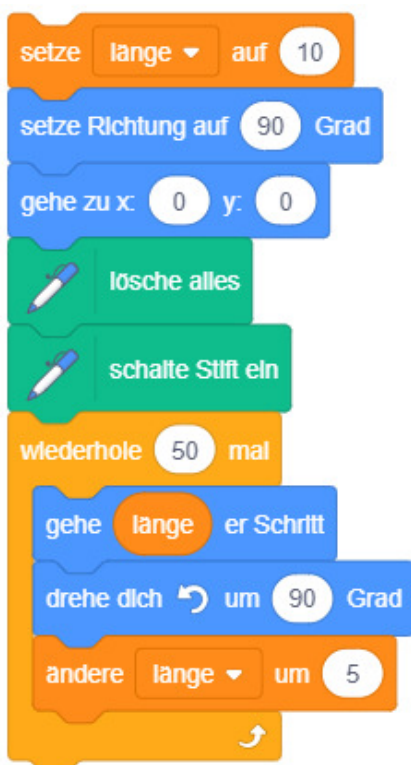 setze länge auf 10
setze Richtung auf 90 Grad
gehe zu x: 0 y: 0
lösche alles
schalte Stift ein
wiederhole 50 mal
gehe länge er Schritt
drehe dich um 90 Grad
ändere länge um 5